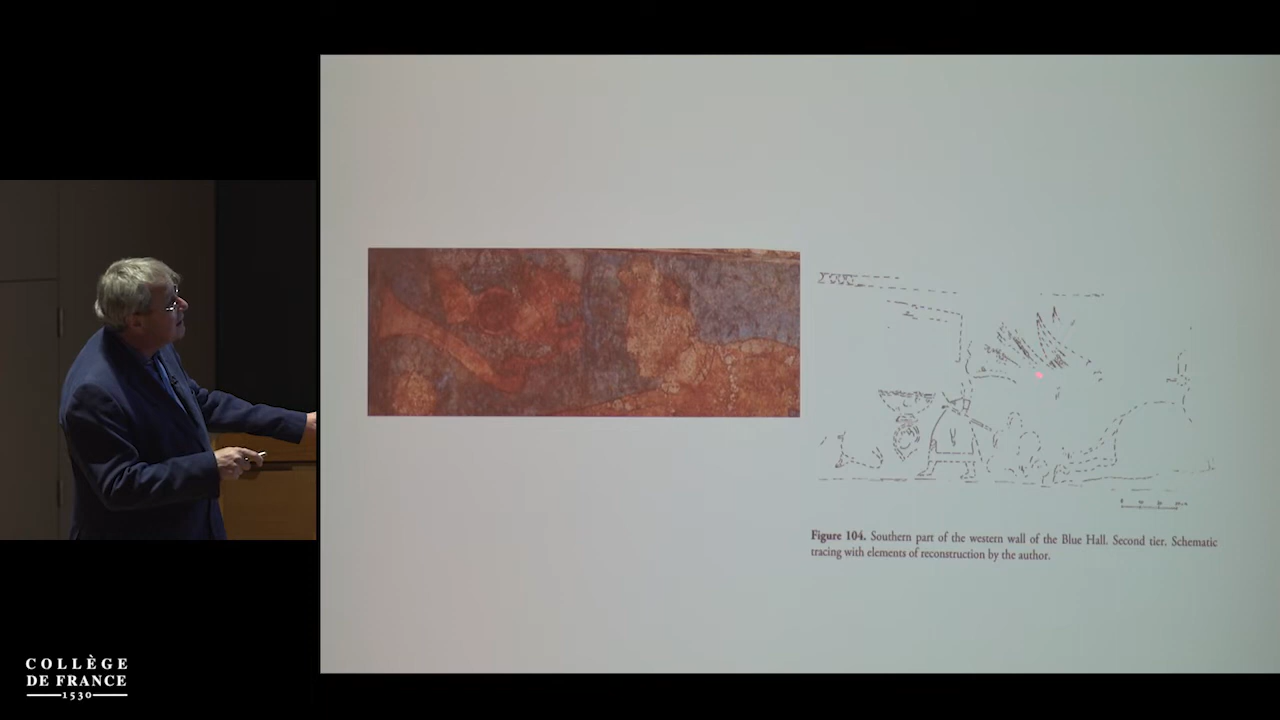 Figure 104. Southern part of the western wall of the Blue Hall. Second tier. Schematic
tracing with elements of reconstruction by the author.
COLLÈGE
DE FRANCE
1530